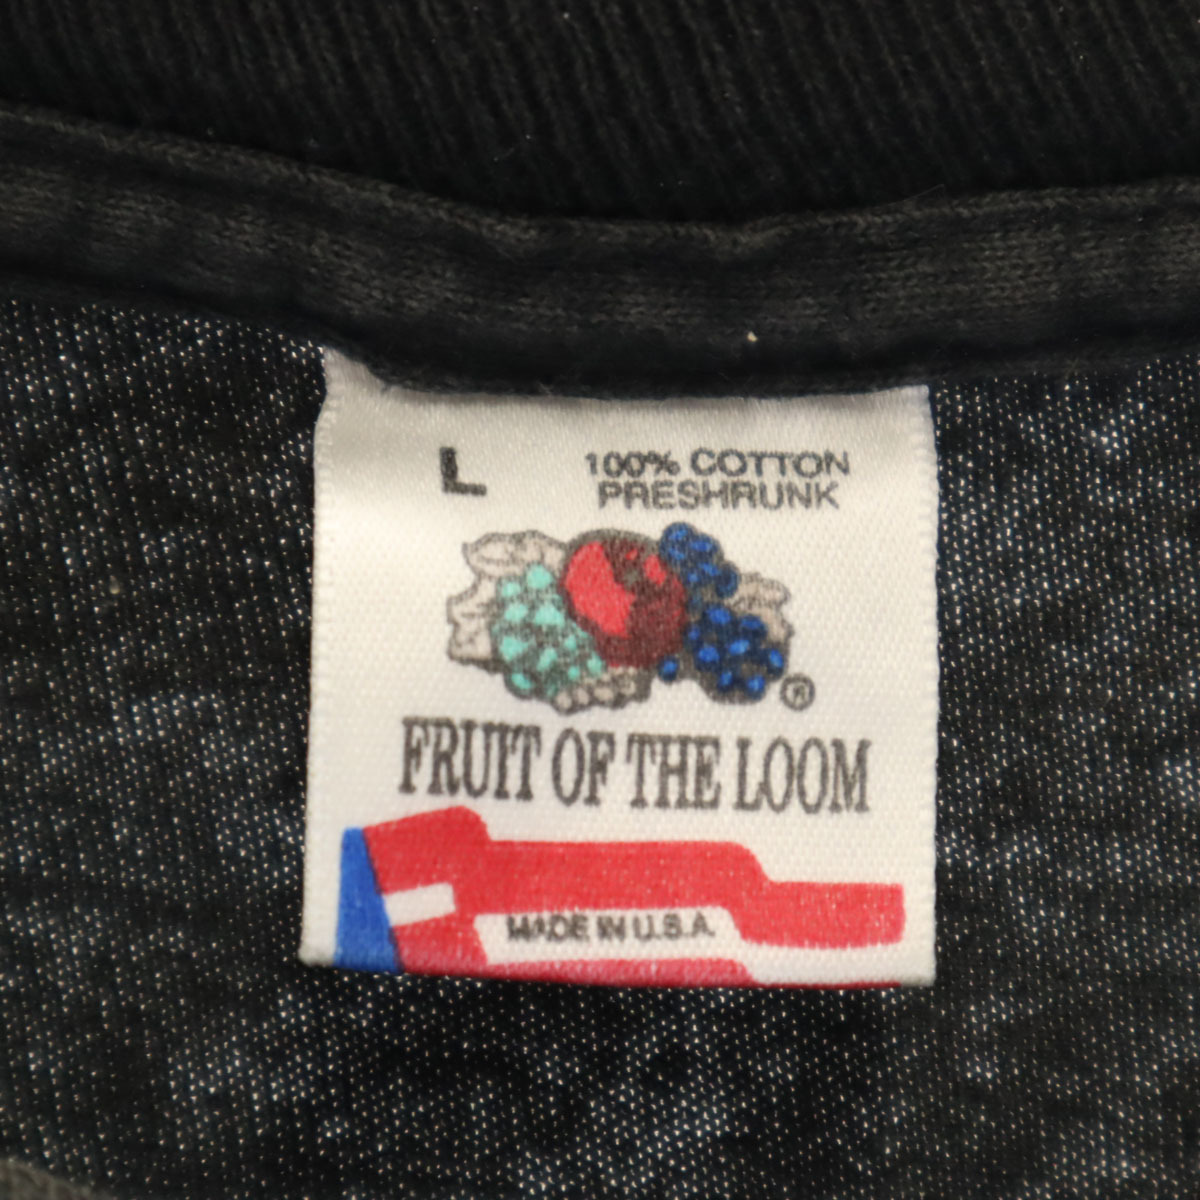 L
100% COTTON
PRESHRUNK
®
FRUIT OF THE LOOM
MADE IN U.S.A.